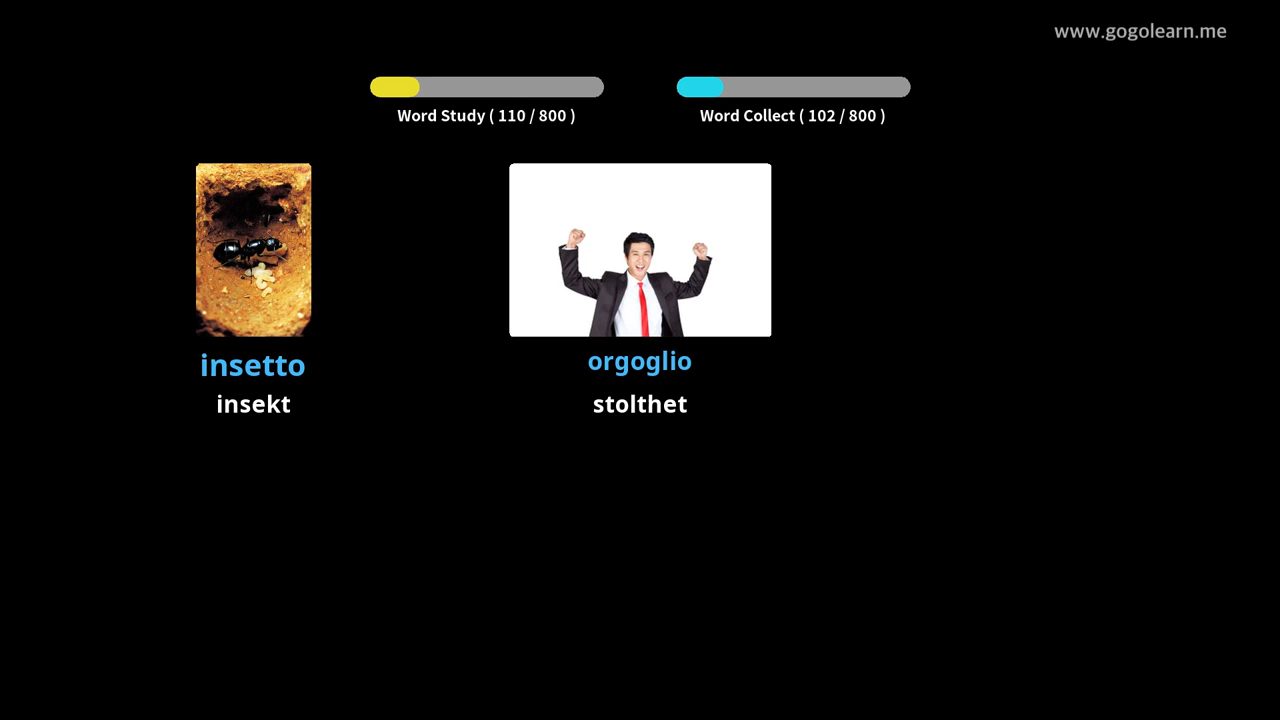 www.gogolearn.me
Word Study ( 110 / 800 )
Word Collect ( 102 / 800 )
insetto
insekt
orgoglio
stolthet